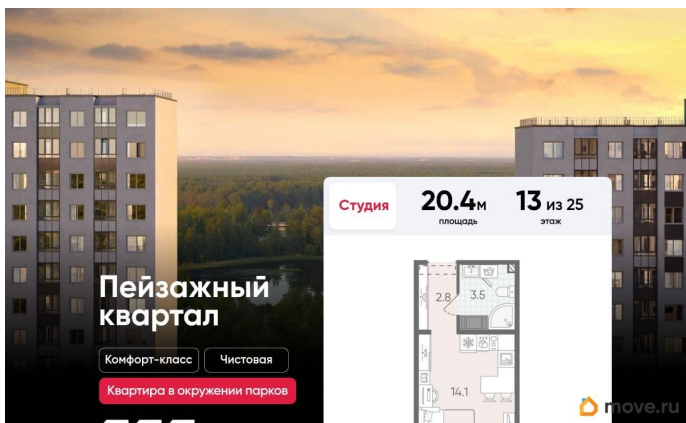 Студия
20.4м
площадь
13 из 25
этаж
Пейзажный
квартал
2.8
3.5
Комфорт-класс
Чистовая
14.1
Квартира в окружении парков
move.ru